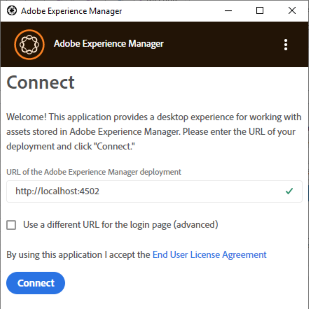 Adobe Experience Manager
Adobe Experience Manager
Connect
Welcome! This application provides a desktop experience for working with
assets stored in Adobe Experience Manager. Please enter the URL of your
deployment and click "Connect."
URL of the Adobe Experience Manager deployment
http://localhost:4502
Use a different URL for the login page (advanced)
By using this application I accept the End User License Agreement
Connect